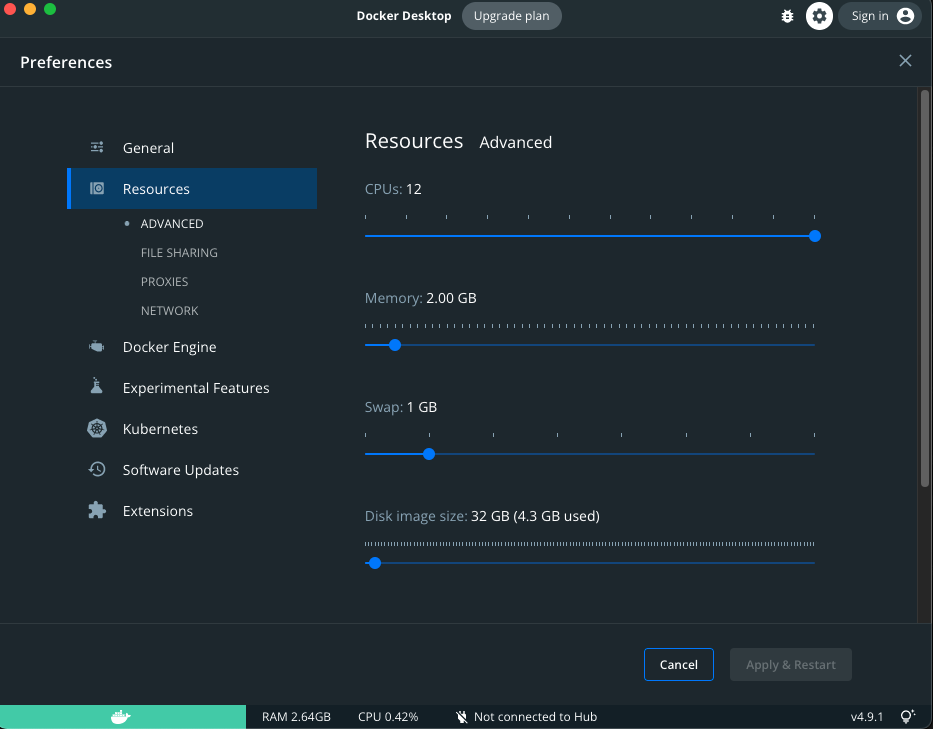 Docker Desktop Upgrade plan Sign in
Preferences
General
Resources
ADVANCED
FILE SHARING
PROXIES
NETWORK
Docker Engine
Experimental Features
Kubernetes
Software Updates
Extensions
Resources Advanced
CPUs: 12
Memory: 2.00 GB
Swap: 1 GB
Disk image size: 32 GB (4.3 GB used)
Cancel Apply & Restart
RAM 2.64GB CPU 0.42% Not connected to Hub v4.9.1